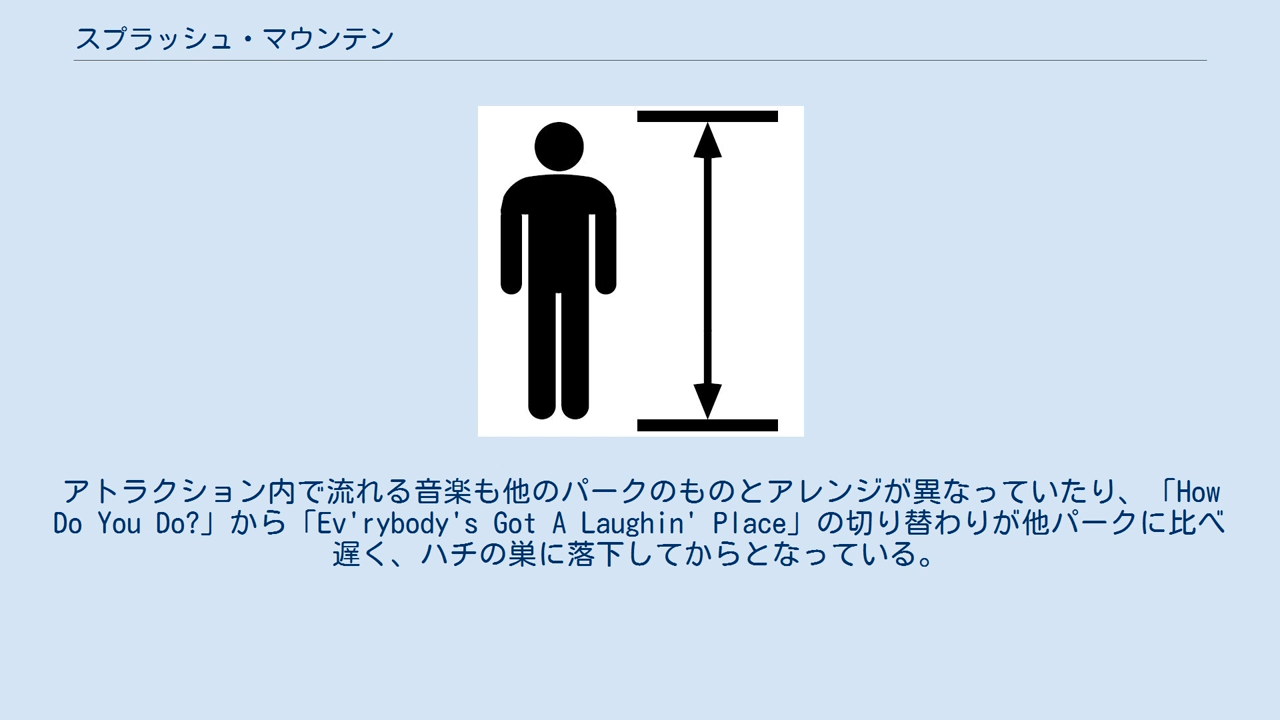 スプラッシュ・マウンテン
アトラクション内で流れる音楽も他のパークのものとアレンジが異なっていたり、「How
Do You Do?」から「Ev'rybody's Got A Laughin' Place」の切り替わりが他パークに比べ
遅く、ハチの巣に落下してからとなっている。